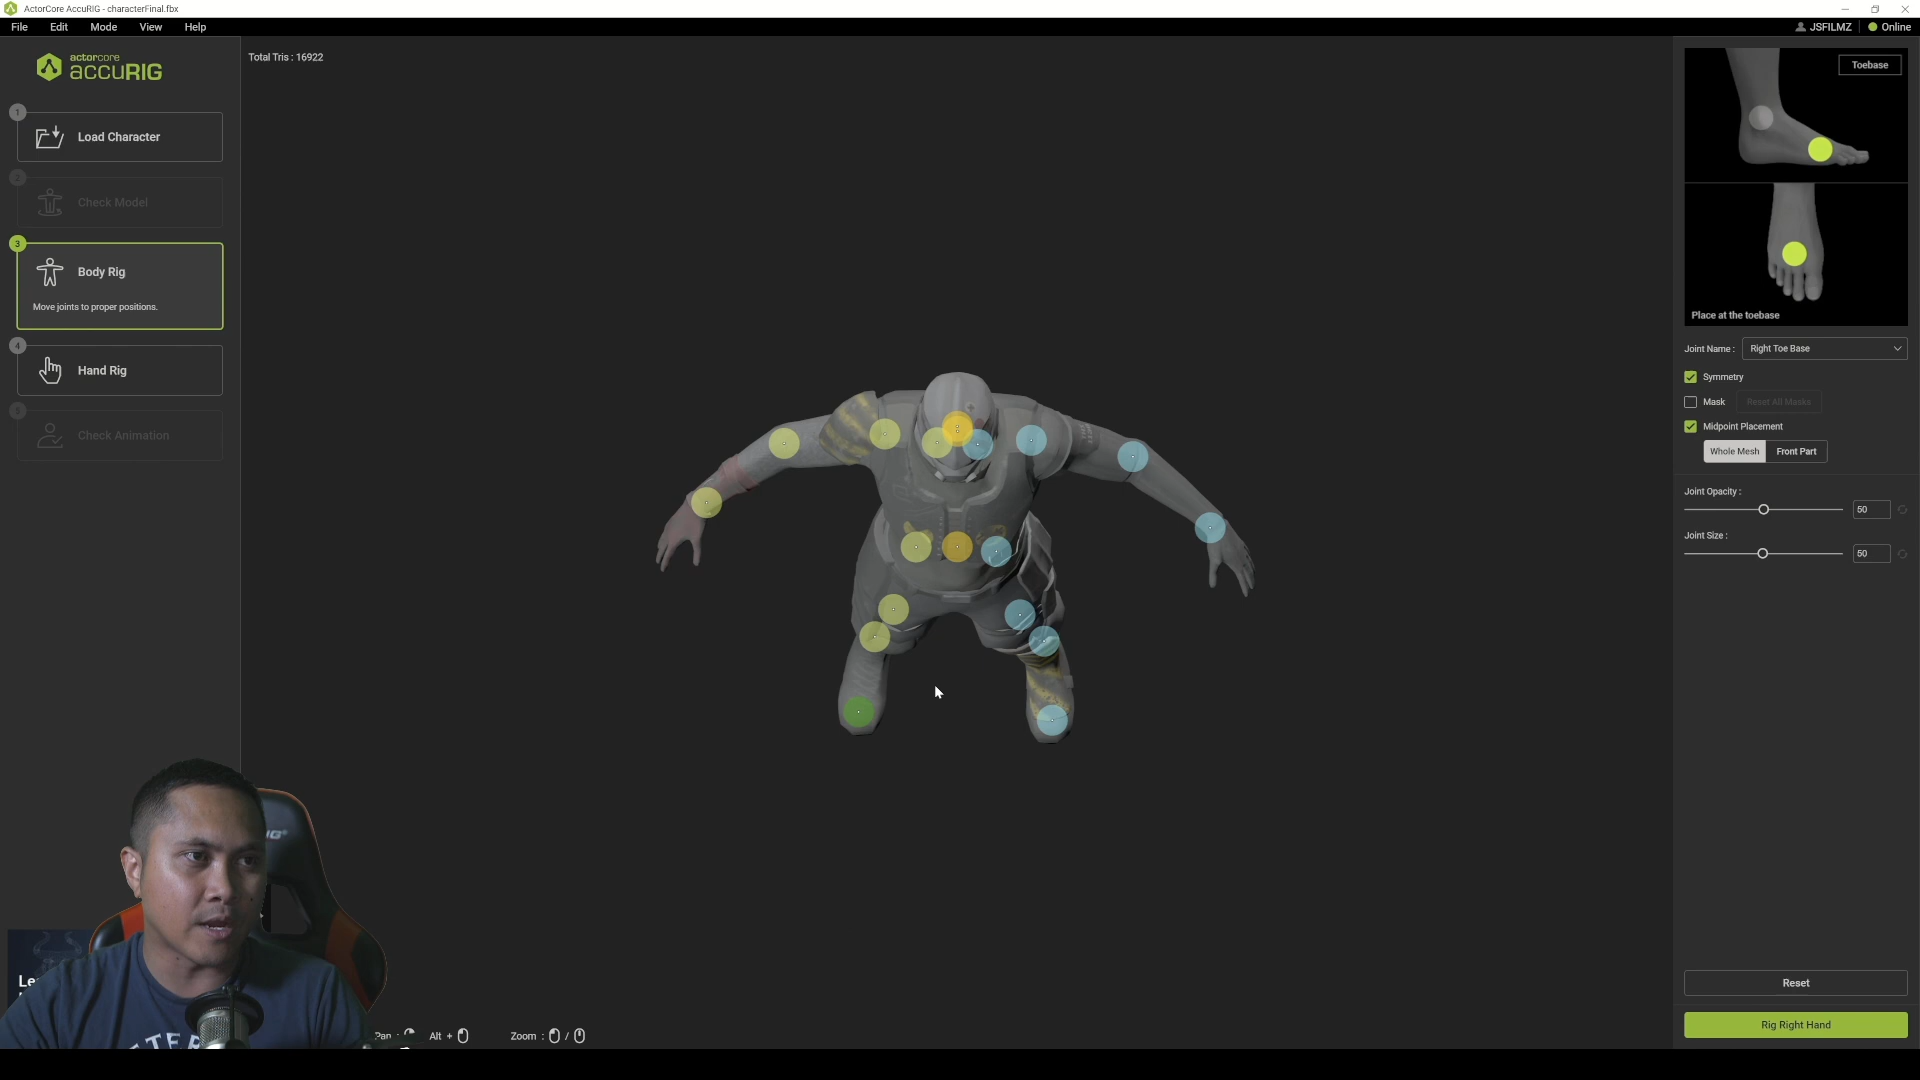 ActorCore AccuRIG - characterFinal.fbx
File Edit Mode View Help
JSFILMZ Online
actorcore
accuRIG
Total Tris : 16922
Toebase
1
Load Character
2
Check Model
3
Body Rig
Move joints to proper positions.
4
Hand Rig
5
Check Animation
Place at the toebase
Joint Name : Right Toe Base
Symmetry
Mask Reset All Masks
Midpoint Placement
Whole Mesh Front Part
Joint Opacity :
50
Joint Size :
50
Reset
Rig Right Hand
Pan : Alt + Zoom : /